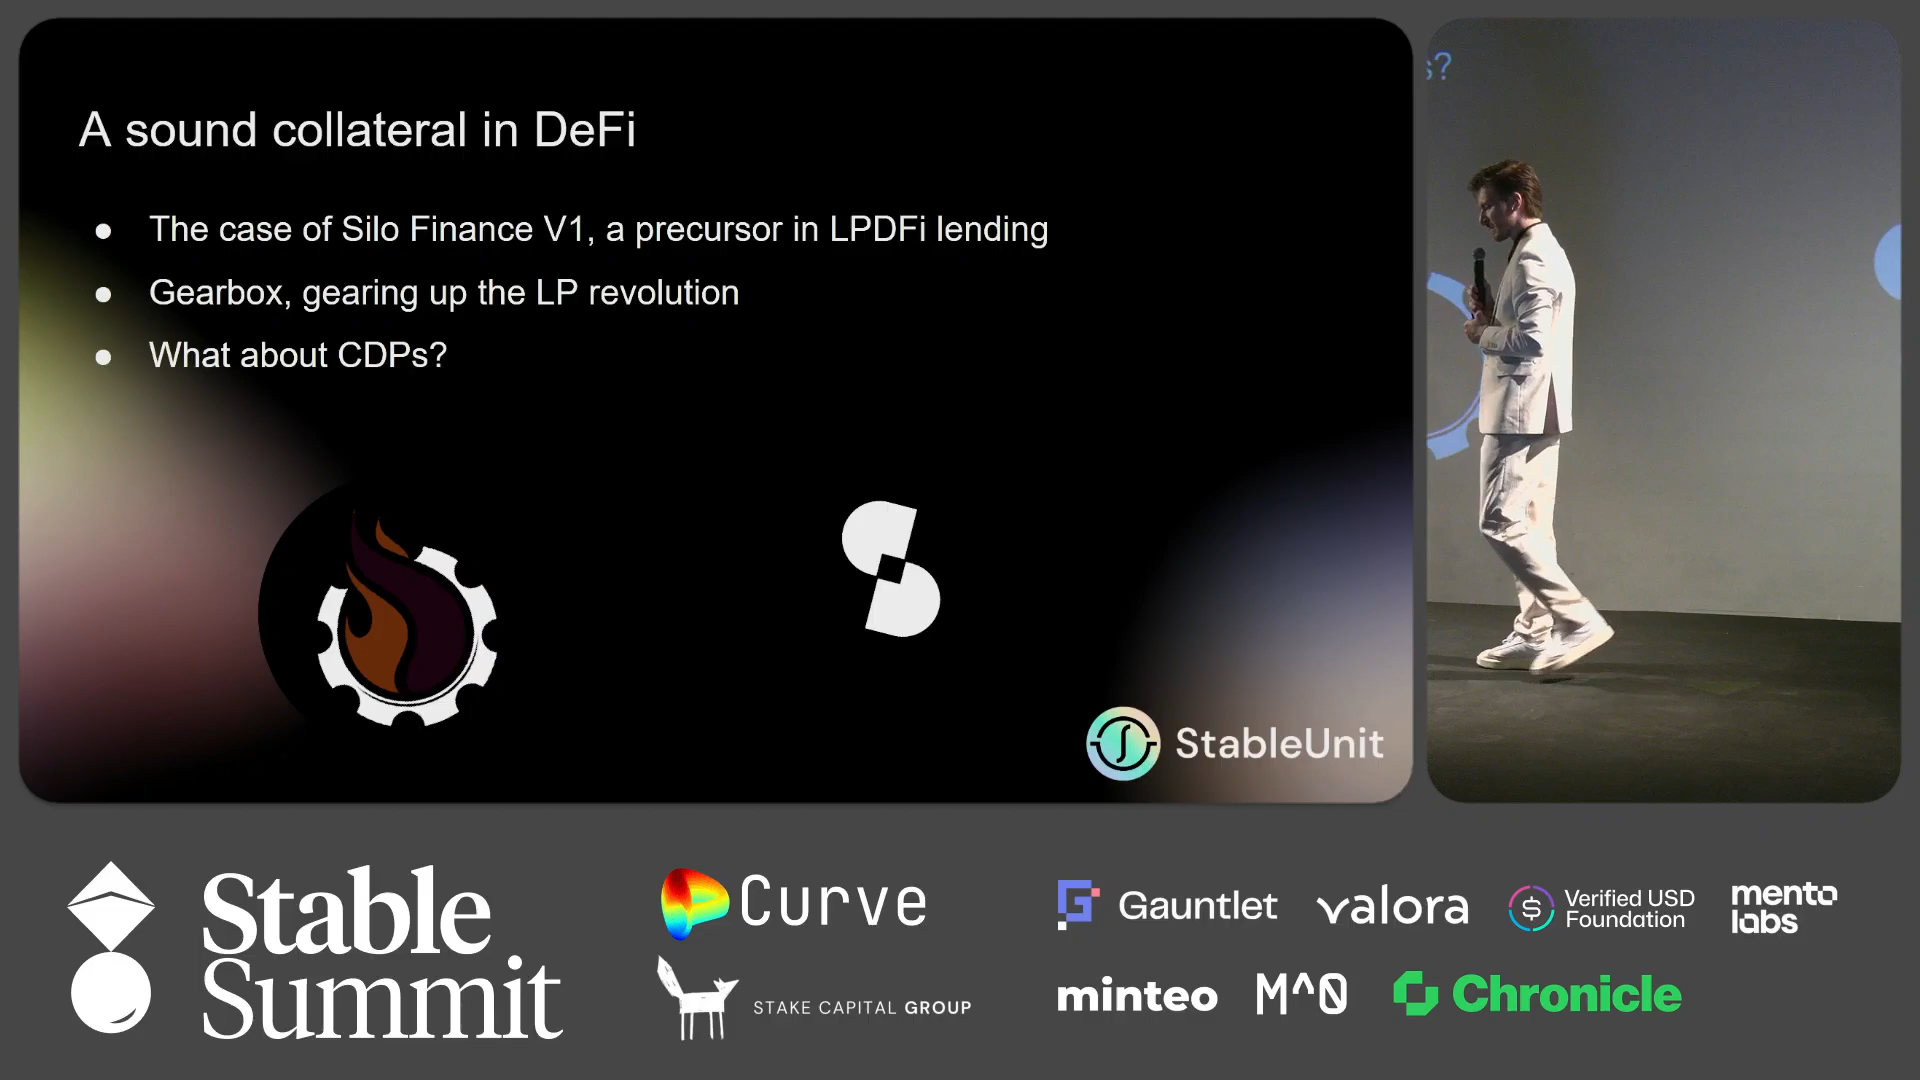 A sound collateral in DeFi
The case of Silo Finance V1, a precursor in LPDFi lending
Gearbox, gearing up the LP revolution
What about CDPs?
StableUnit
s?
Stable
Summit
Curve
STAKE CAPITAL GROUP
Gauntlet
valora
Verified USD
Foundation
mento
labs
minteo
M^0
Chronicle